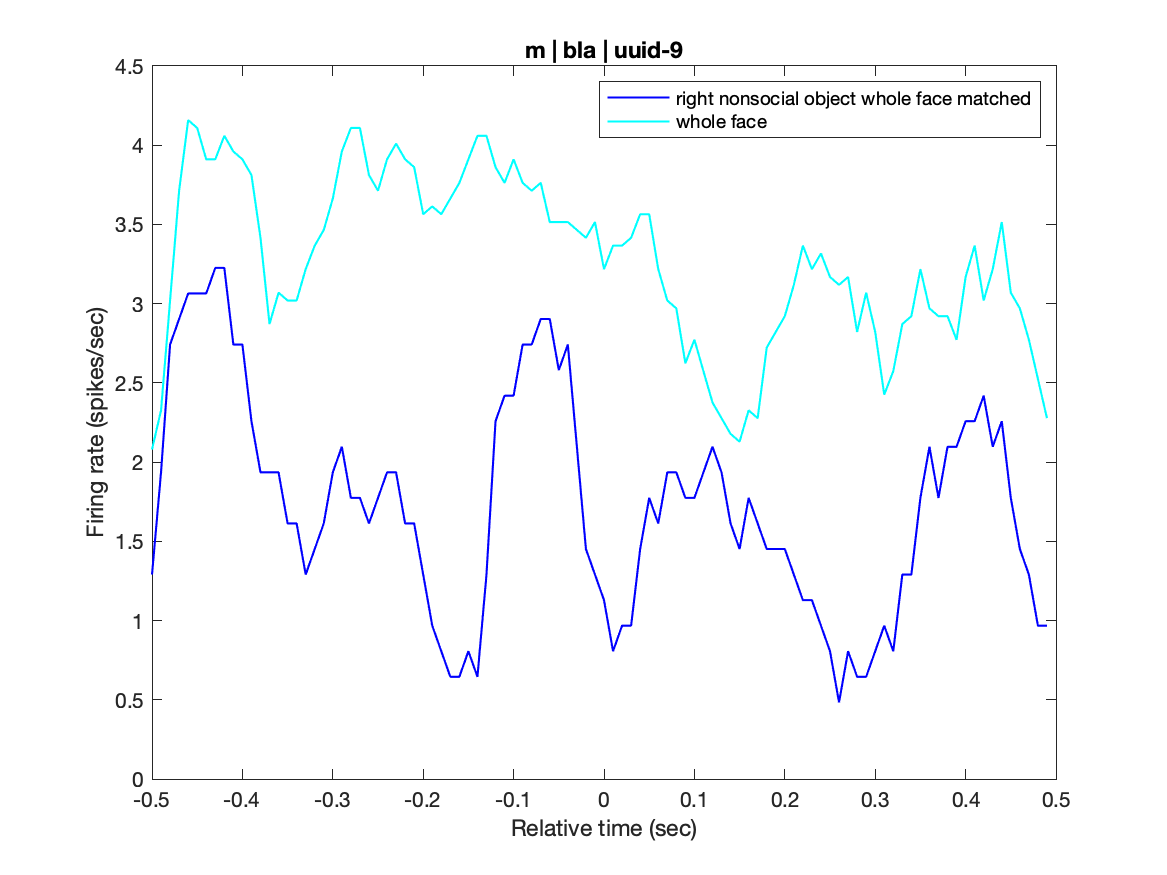 m | bla | uuid-9
right nonsocial object whole face matched
whole face
Firing rate (spikes/sec)
4.5
4
3.5
3
2.5
2
1.5
1
0.5
0
-0.5 -0.4 -0.3 -0.2 -0.1 0 0.1 0.2 0.3 0.4 0.5
Relative time (sec)